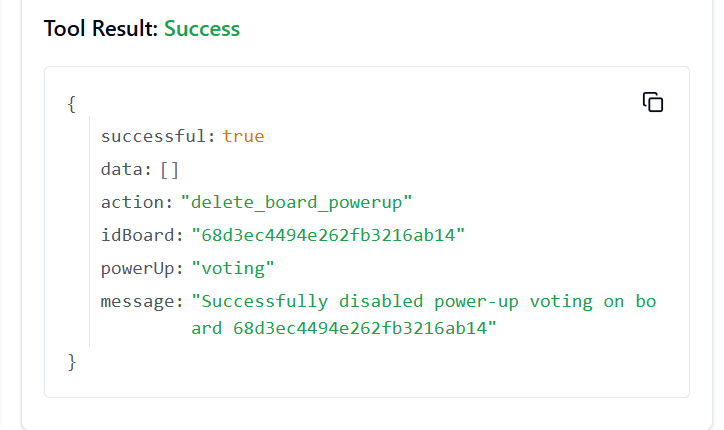 Tool Result: Success
{
successful: true
data: []
action: "delete_board_powerup"
idBoard: "68d3ec4494e262fb3216ab14"
powerUp: "voting"
message: "Successfully disabled power-up voting on bo
ard 68d3ec4494e262fb3216ab14"
}